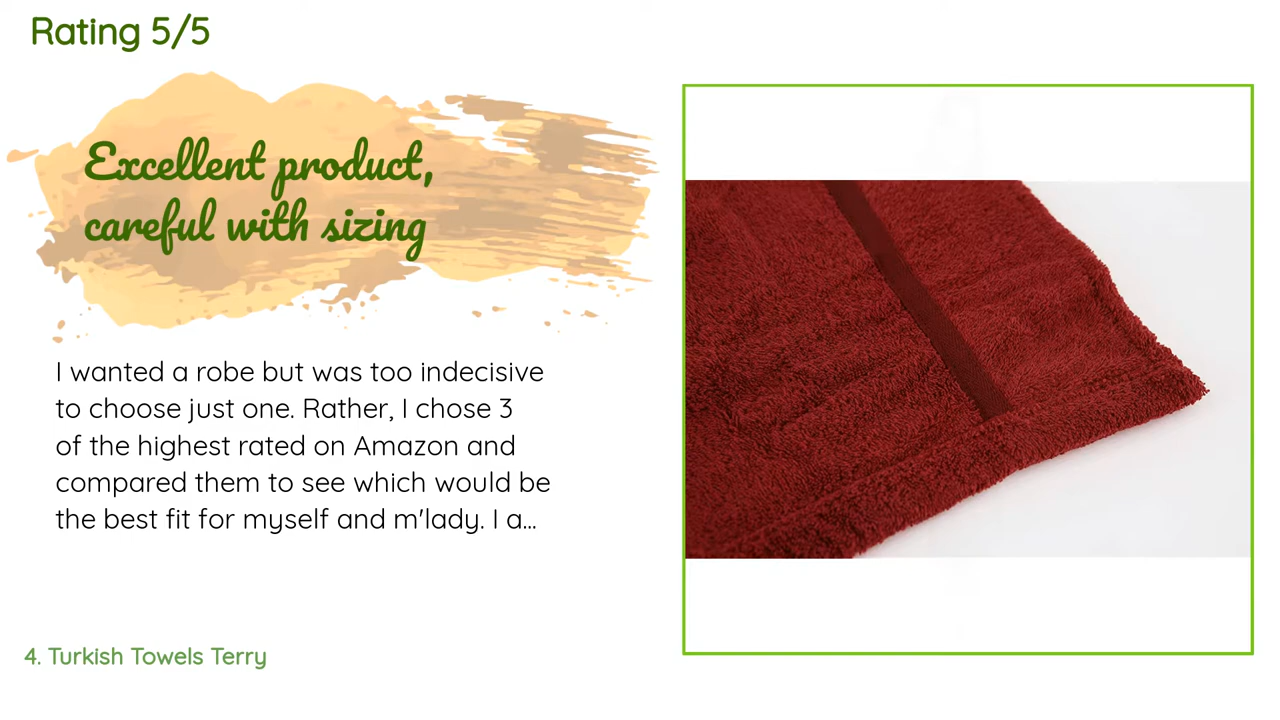 Rating 5/5
Excellent product,
careful with sizing
I wanted a robe but was too indecisive
to choose just one. Rather, I chose 3
of the highest rated on Amazon and
compared them to see which would be
the best fit for myself and m'lady. I a...
4. Turkish Towels Terry